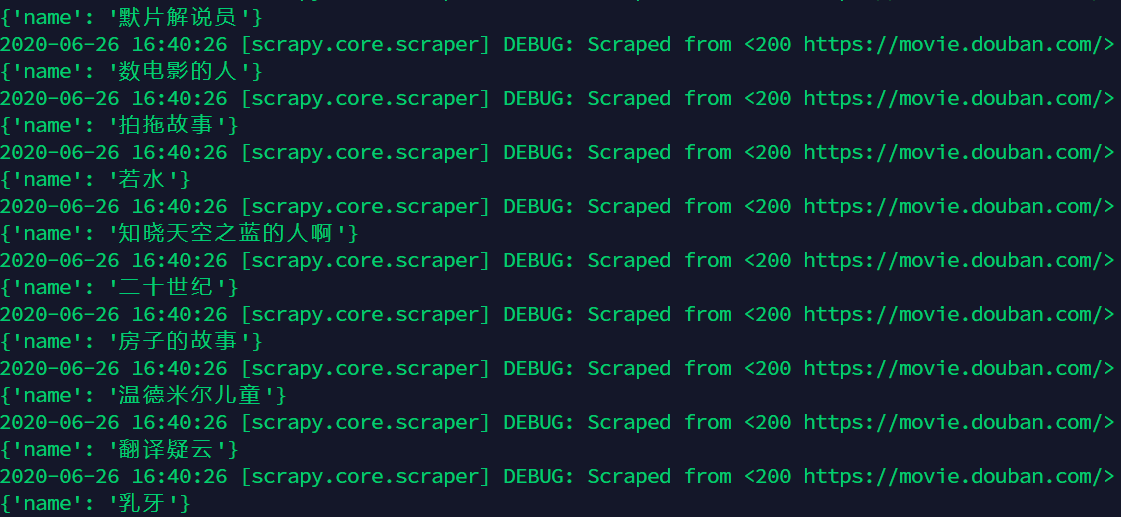 {'name': '默片解说员'}
2020-06-26 16:40:26 [scrapy.core.scraper] DEBUG: Scraped from <200 https://movie.douban.com/>
{'name': '数电影的人'}
2020-06-26 16:40:26 [scrapy.core.scraper] DEBUG: Scraped from <200 https://movie.douban.com/>
{'name': '拍拖故事'}
2020-06-26 16:40:26 [scrapy.core.scraper] DEBUG: Scraped from <200 https://movie.douban.com/>
{'name': '若水'}
2020-06-26 16:40:26 [scrapy.core.scraper] DEBUG: Scraped from <200 https://movie.douban.com/>
{'name': '知晓天空之蓝的人啊'}
2020-06-26 16:40:26 [scrapy.core.scraper] DEBUG: Scraped from <200 https://movie.douban.com/>
{'name': '二十世纪'}
2020-06-26 16:40:26 [scrapy.core.scraper] DEBUG: Scraped from <200 https://movie.douban.com/>
{'name': '房子的故事'}
2020-06-26 16:40:26 [scrapy.core.scraper] DEBUG: Scraped from <200 https://movie.douban.com/>
{'name': '温德米尔儿童'}
2020-06-26 16:40:26 [scrapy.core.scraper] DEBUG: Scraped from <200 https://movie.douban.com/>
{'name': '翻译疑云'}
2020-06-26 16:40:26 [scrapy.core.scraper] DEBUG: Scraped from <200 https://movie.douban.com/>
{'name': '乳牙'}